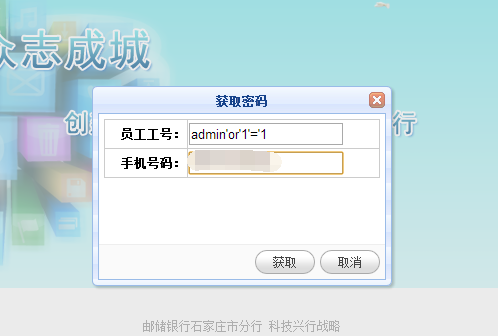 众志成城
创
行
获取密码
员工工号：
admin'or'1'='1
手机号码：
获取
取消
邮储银行石家庄市分行 科技兴行战略